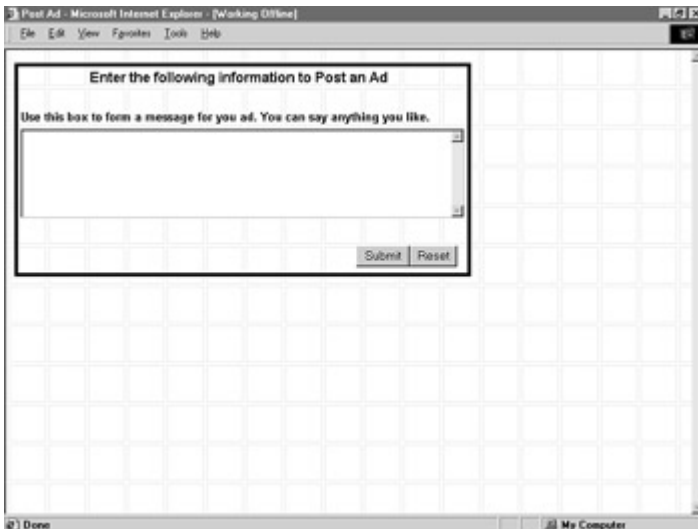 Post Ad - Microsoft Internet Explorer - [Working Offline]
File Edit View Favorites Tools Help
Enter the following information to Post an Ad
Use this box to form a message for you ad. You can say anything you like.
Submit Reset
Done My Computer